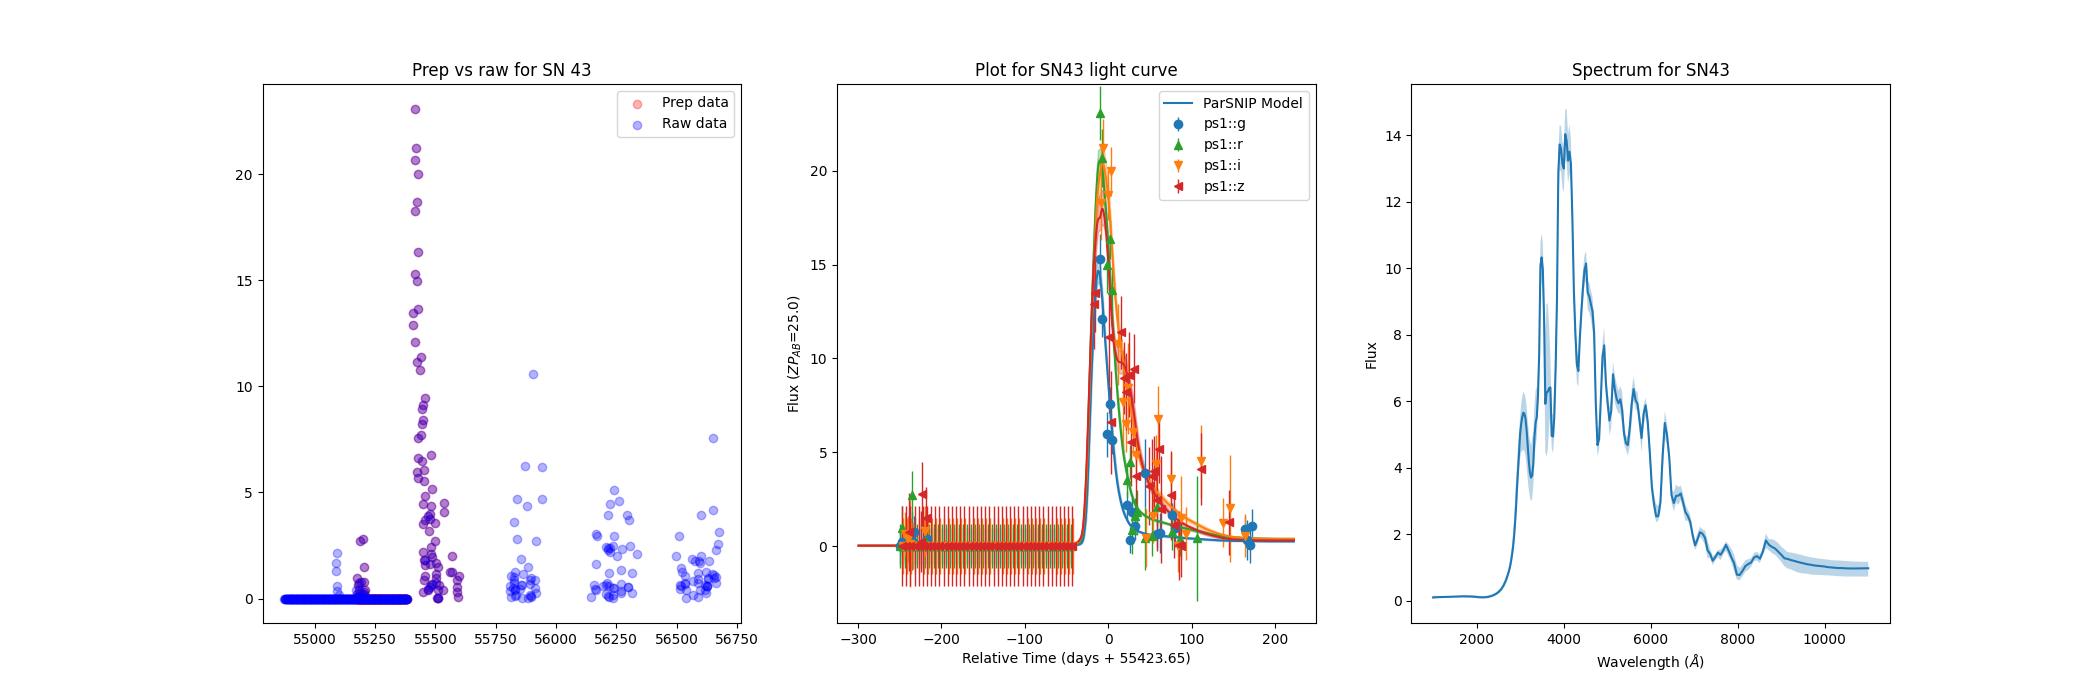 Prep vs raw for SN 43
Prep data
Raw data
20
15
10
5
0
55000 55250 55500 55750 56000 56250 56500 56750
Plot for SN43 light curve
ParSNIP Model
ps1::g
ps1::r
ps1::i
ps1::z
Flux (ZP_AB=25.0)
20
15
10
5
0
−300 −200 −100 0 100 200
Relative Time (days + 55423.65)
Spectrum for SN43
Flux
14
12
10
8
6
4
2
0
2000 4000 6000 8000 10000
Wavelength (Å)